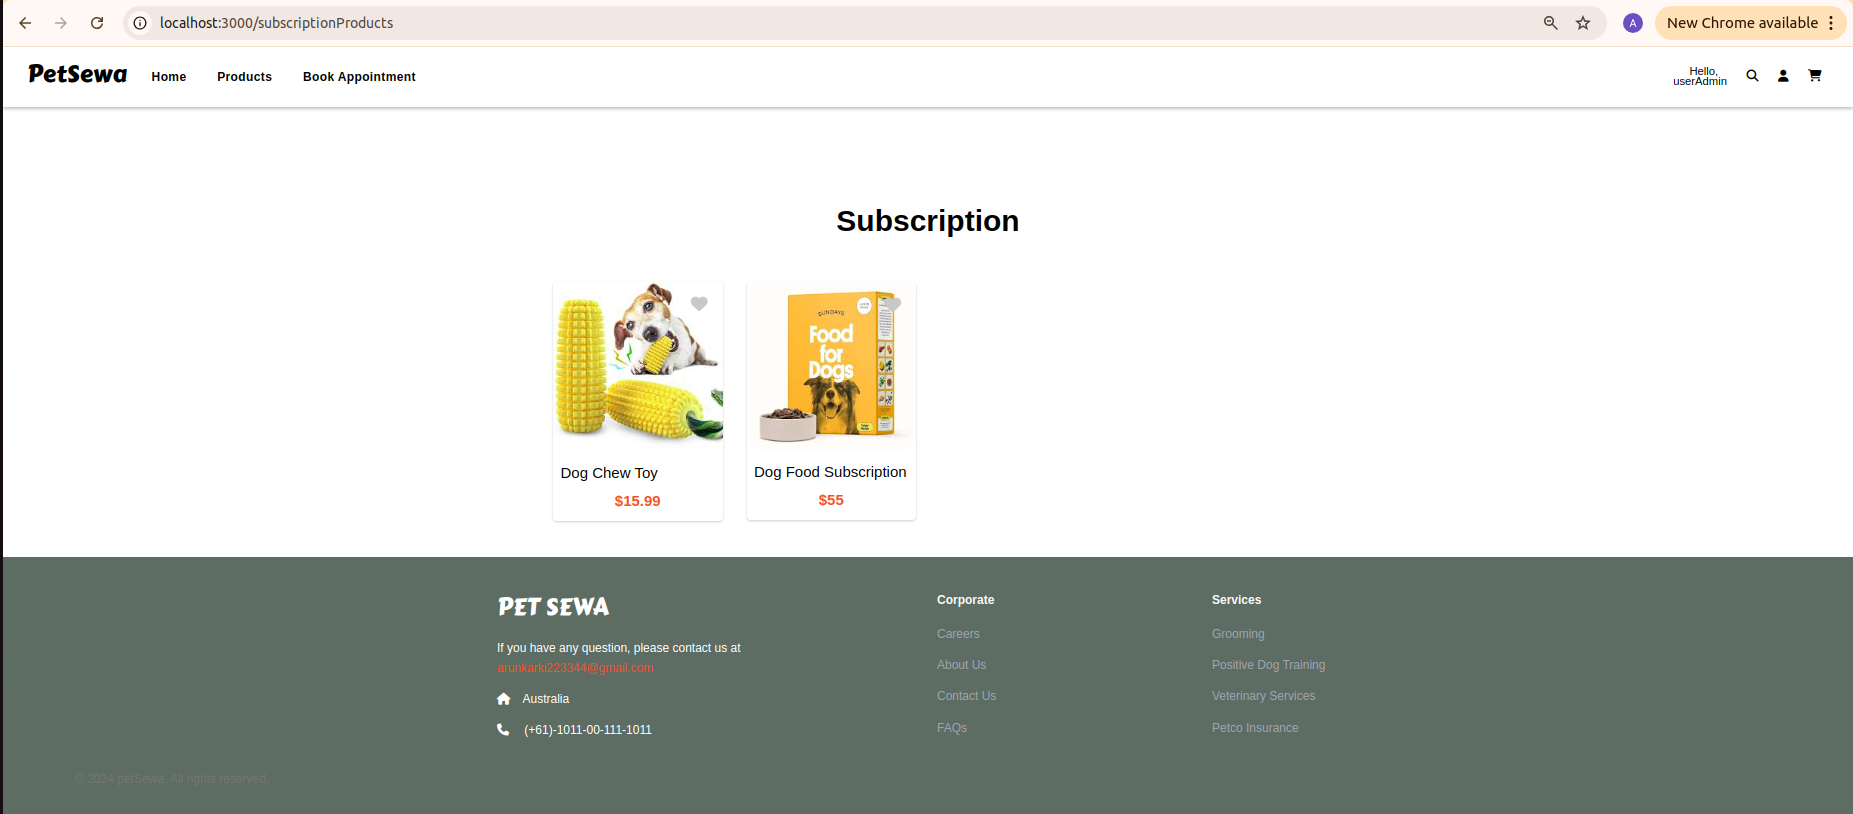 localhost:3000/subscriptionProducts
New Chrome available
A
PetSewa
Home
Products
Book Appointment
Hello,
userAdmin
Subscription
SUNDAYS
Food
for
Dogs
Dog Chew Toy
$15.99
Dog Food Subscription
$55
PET SEWA
If you have any question, please contact us at
arunkarki223344@gmail.com
Australia
(+61)-1011-00-111-1011
Corporate
Careers
About Us
Contact Us
FAQs
Services
Grooming
Positive Dog Training
Veterinary Services
Petco Insurance
© 2024 petSewa. All rights reserved.